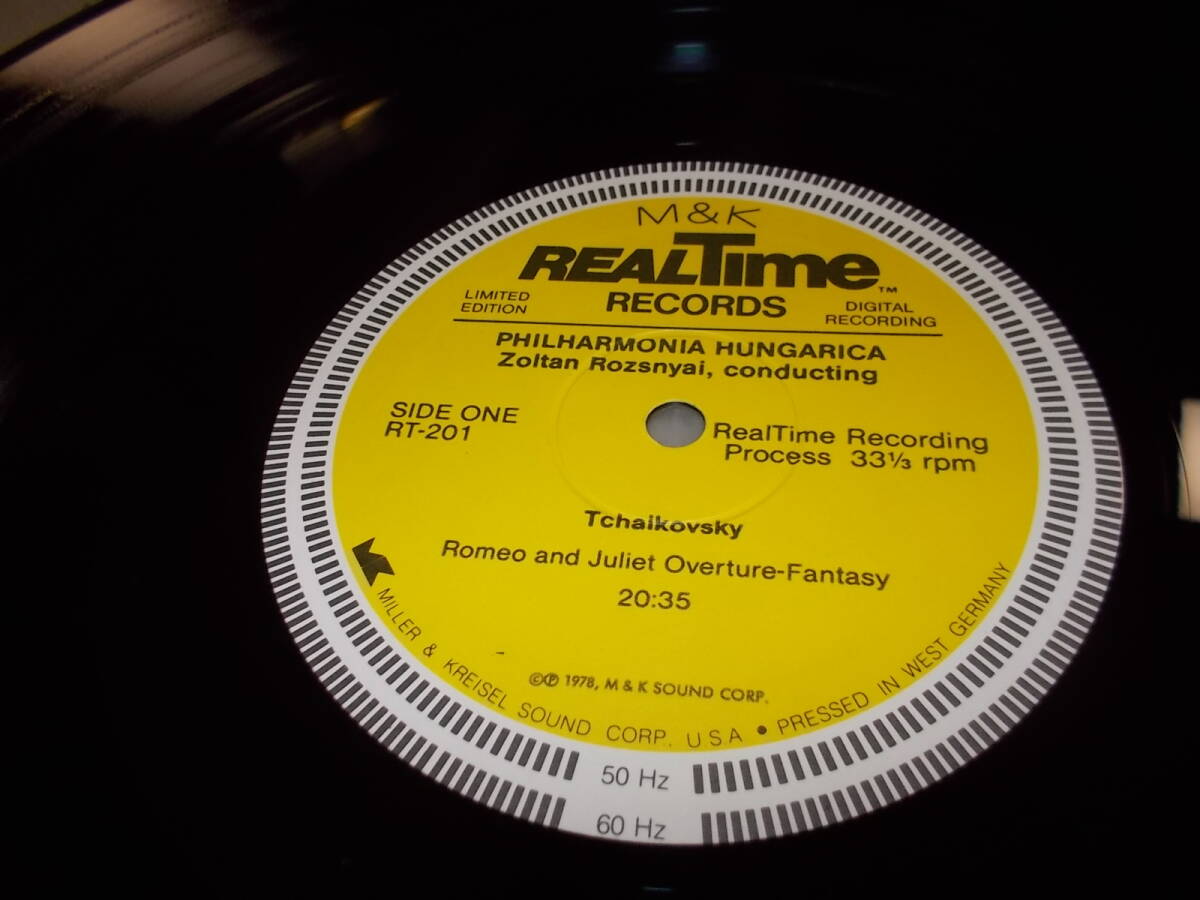 M & K
REALTime ™
RECORDS
LIMITED
EDITION
DIGITAL
RECORDING
PHILHARMONIA HUNGARICA
Zoltan Rozsnyai, conducting
SIDE ONE
RT-201
RealTime Recording
Process 33⅓ rpm
Tchaikovsky
Romeo and Juliet Overture-Fantasy
20:35
©℗ 1978, M & K SOUND CORP.
MILLER & KREISEL SOUND CORP. U.S.A • PRESSED IN WEST GERMANY
50 Hz
60 Hz